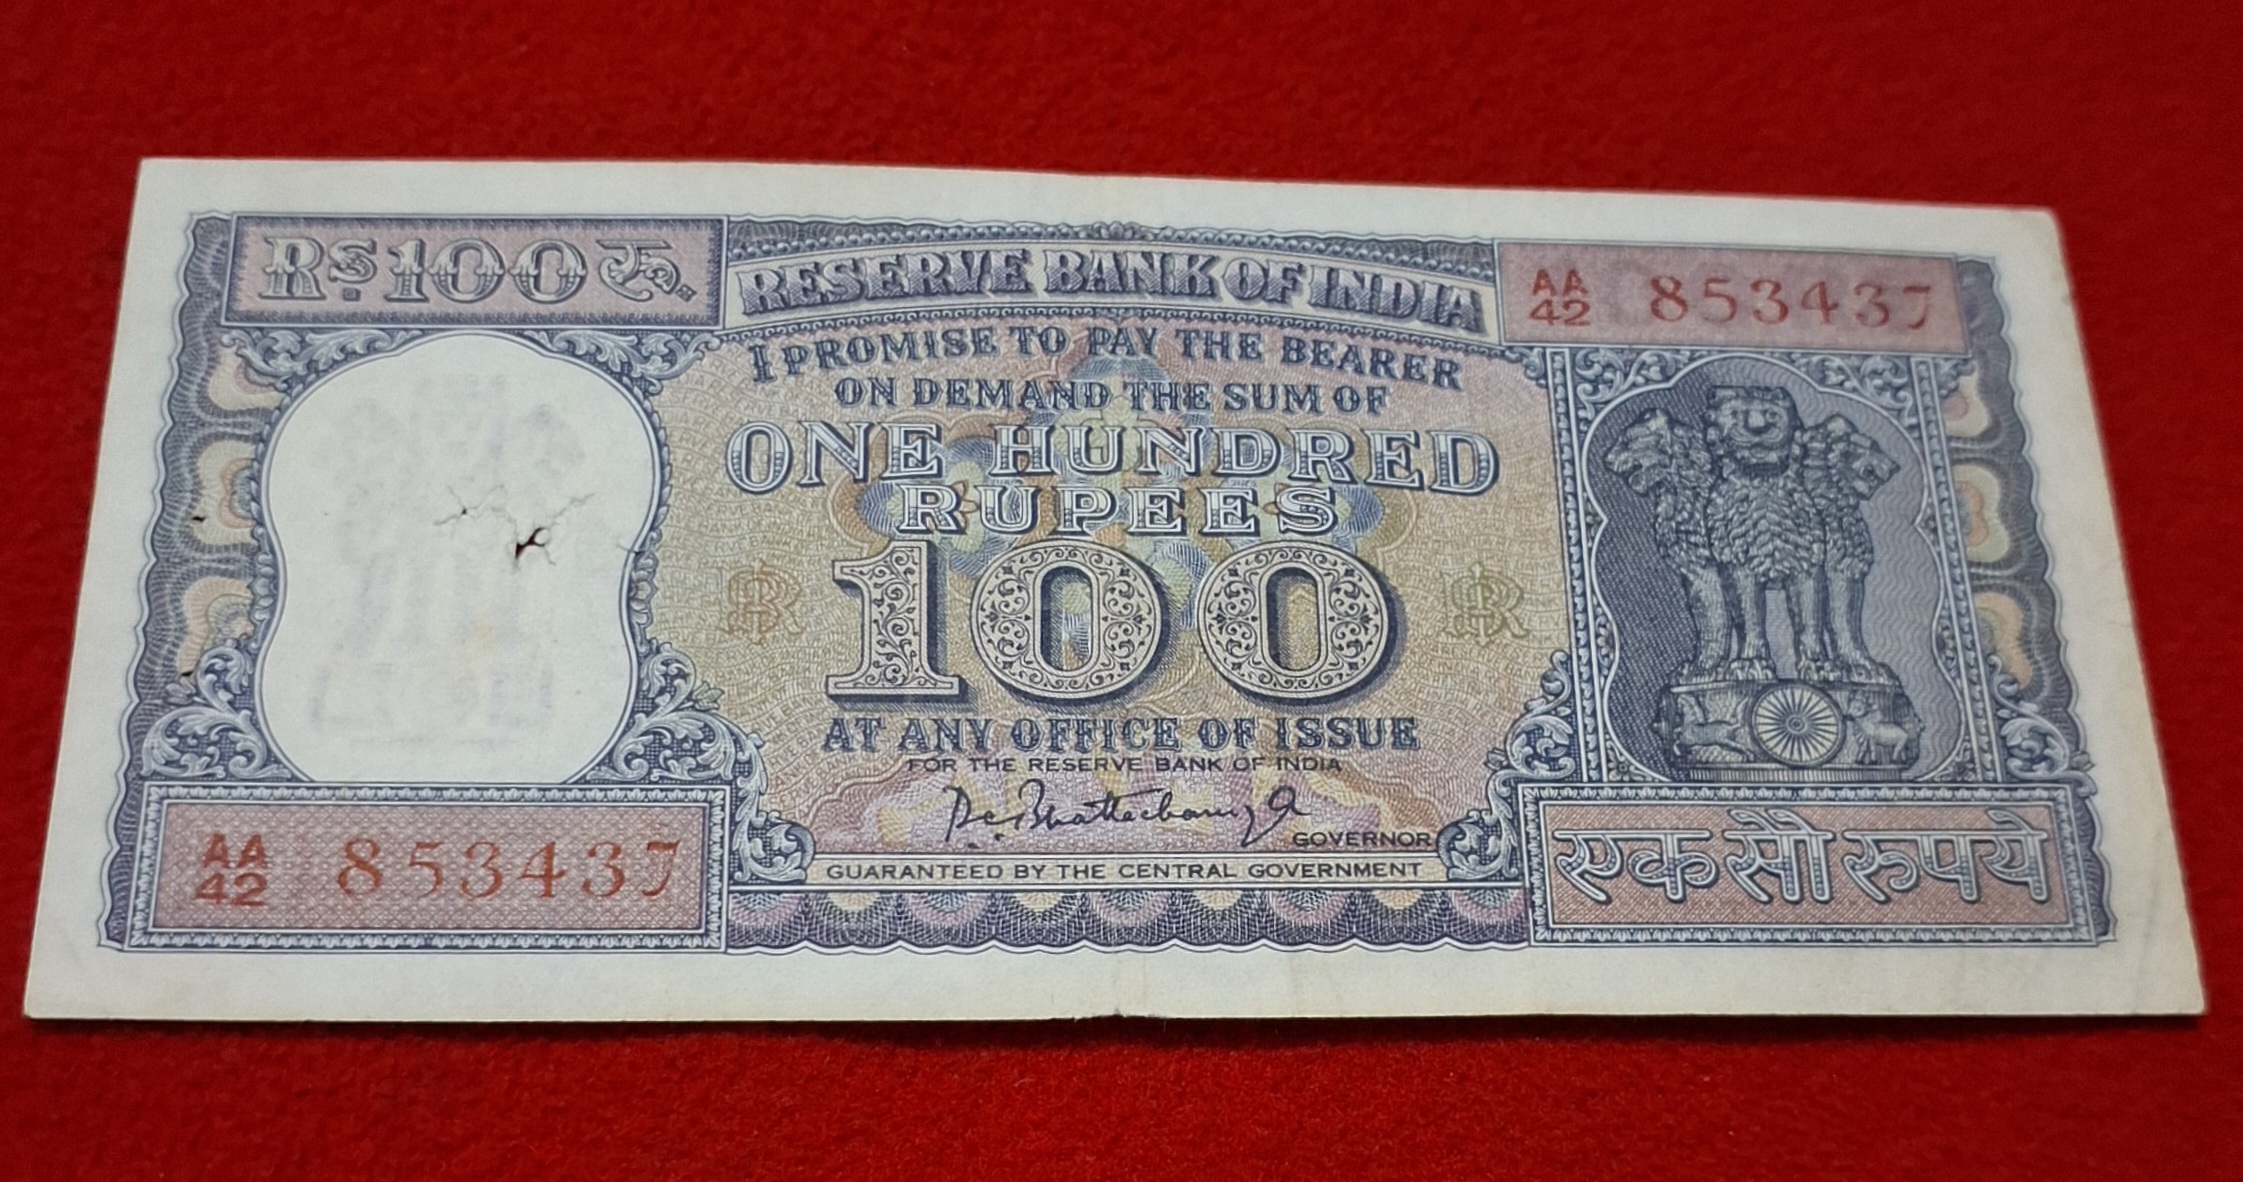 Rs. 100 रु.
RESERVE BANK OF INDIA
AA
42 853437
I PROMISE TO PAY THE BEARER
ON DEMAND THE SUM OF
ONE HUNDRED
RUPEES
100
AT ANY OFFICE OF ISSUE
FOR THE RESERVE BANK OF INDIA
P.C. Bhattacharyya
GOVERNOR
GUARANTEED BY THE CENTRAL GOVERNMENT
AA
42 853437
एक सौ रुपये